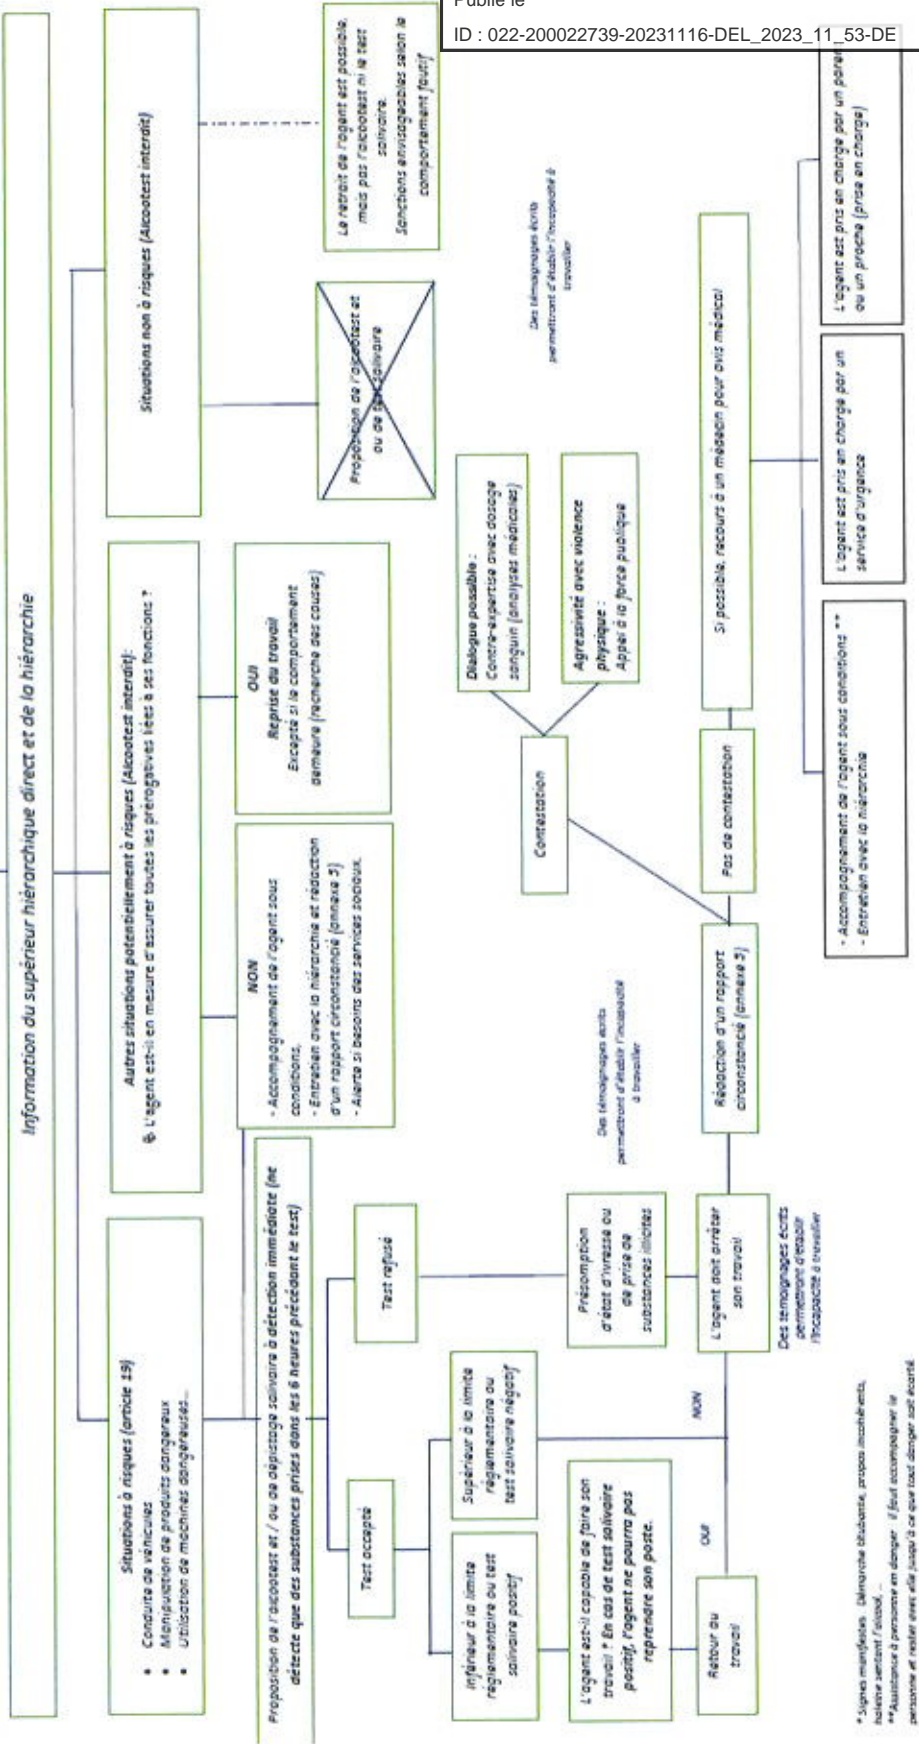 Publié le
ID : 022-200022739-20231116-DEL_2023_11_53-DE
Information du supérieur hiérarchique direct et de la hiérarchie
Situations à risques (article 19)
• Conduite de véhicules
• Manipulation de produits dangereux
• Utilisation de machines dangereuses...
Autres situations potentiellement à risques (Alcootest interdit):
L'agent est-il en mesure d'assurer toutes les prérogatives liées à ses fonctions ?
Situations non à risques (Alcootest interdit)
Proposition de l'alcootest et / ou de dépistage salivaire à détection immédiate (ne
détecte que des substances prises dans les 6 heures précédant le test)
NON
- Accompagnement de l'agent sous
conditions,
- Entretien avec la hiérarchie et rédaction
d'un rapport circonstancié (annexe 3)
- Alerte si besoins des services sociaux.
OUI
Reprise du travail
Excepté si le comportement
demeure (recherche des causes)
Proposition de l'alcootest et
ou de test salivaire
Le retrait de l'agent est possible,
mais pas l'alcootest ni le test
salivaire.
Sanctions envisageables selon le
comportement fautif
Test accepté
Test refusé
Inférieur à la limite
réglementaire ou test
salivaire positif
Supérieur à la limite
réglementaire ou
test salivaire négatif
L'agent est-il capable de faire son
travail ? En cas de test salivaire
positif, l'agent ne pourra pas
reprendre son poste.
Présomption
d'état d'ivresse ou
de prise de
substances illicites
Des témoignages écrits
permettront d'établir l'incapacité
à travailler
Contestation
Dialogue possible :
Contre-expertise avec dosage
sanguin (analyses médicales)
Agressivité avec violence
physique :
Appel à la force publique
Des témoignages écrits
permettront d'établir l'incapacité à
travailler
OUI
NON
Retour au
travail
L'agent doit arrêter
son travail
Des témoignages écrits
permettront d'établir
l'incapacité à travailler
Rédaction d'un rapport
circonstancié (annexe 3)
Pas de contestation
Si possible, recours à un médecin pour avis médical
- Accompagnement de l'agent sous conditions **
- Entretien avec la hiérarchie
L'agent est pris en charge par un
service d'urgence
L'agent est pris en charge par un parent
ou un proche (prise en charge)
* Signes manifestes : Démarche titubante, propos incohérents,
haleine sentant l'alcool, ...
**Assistance à personne en danger : il faut accompagner la
personne et rester avec elle jusqu'à ce que tout danger soit écarté.